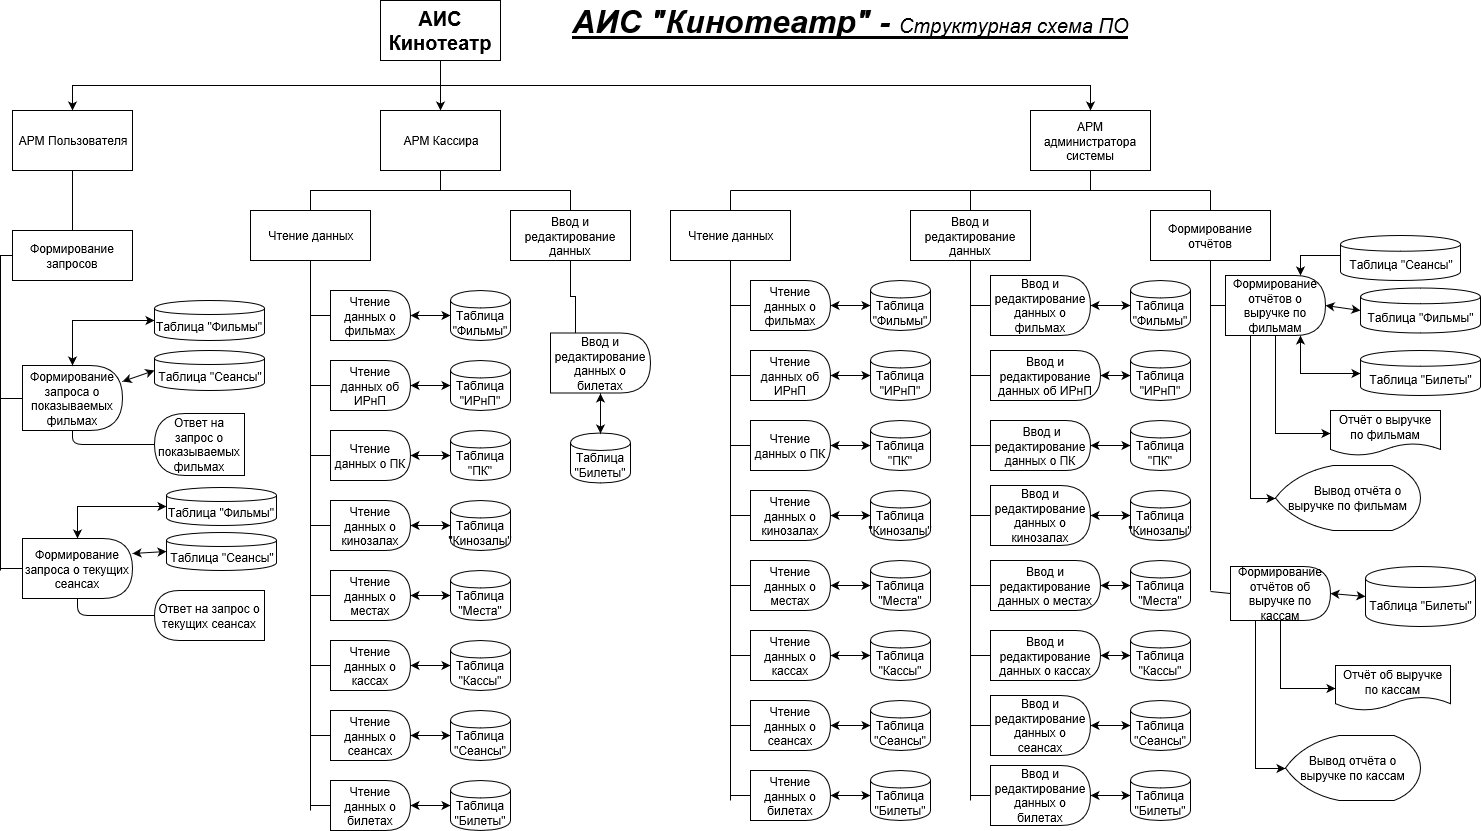 АИС
Кинотеатр
АИС "Кинотеатр" - Структурная схема ПО
АРМ Пользователя
АРМ Кассира
АРМ
администратора
системы
Формирование
запросов
Таблица "Фильмы"
Таблица "Сеансы"
Формирование
запроса о
показываемых
фильмах
Ответ на
запрос о
показываемых
фильмах
Таблица "Фильмы"
Таблица "Сеансы"
Формирование
запроса о текущих
сеансах
Ответ на запрос о
текущих сеансах
Чтение данных
Чтение
данных о
фильмах
Таблица
"Фильмы"
Чтение
данных об
ИРнП
Таблица
"ИРнП"
Чтение
данных о ПК
Таблица
"ПК"
Чтение
данных о
кинозалах
Таблица
"Кинозалы"
Чтение
данных о
местах
Таблица
"Места"
Чтение
данных о
кассах
Таблица
"Кассы"
Чтение
данных о
сеансах
Таблица
"Сеансы"
Чтение
данных о
билетах
Таблица
"Билеты"
Ввод и
редактирование
данных
Ввод и
редактирование
данных о
билетах
Таблица
"Билеты"
Чтение данных
Чтение
данных о
фильмах
Таблица
"Фильмы"
Чтение
данных об
ИРнП
Таблица
"ИРнП"
Чтение
данных о ПК
Таблица
"ПК"
Чтение
данных о
кинозалах
Таблица
"Кинозалы"
Чтение
данных о
местах
Таблица
"Места"
Чтение
данных о
кассах
Таблица
"Кассы"
Чтение
данных о
сеансах
Таблица
"Сеансы"
Чтение
данных о
билетах
Таблица
"Билеты"
Ввод и
редактирование
данных
Ввод и
редактирование
данных о
фильмах
Таблица
"Фильмы"
Ввод и
редактирование
данных об ИРнП
Таблица
"ИРнП"
Ввод и
редактирование
данных о ПК
Таблица
"ПК"
Ввод и
редактирование
данных о
кинозалах
Таблица
"Кинозалы"
Ввод и
редактирование
данных о местах
Таблица
"Места"
Ввод и
редактирование
данных о кассах
Таблица
"Кассы"
Ввод и
редактирование
данных о
сеансах
Таблица
"Сеансы"
Ввод и
редактирование
данных о
билетах
Таблица
"Билеты"
Формирование
отчётов
Таблица "Сеансы"
Формирование
отчётов о
выручке по
фильмам
Таблица "Фильмы"
Таблица "Билеты"
Отчёт о выручке
по фильмам
Вывод отчёта о
выручке по фильмам
Формирование
отчётов об
выручке по
кассам
Таблица "Билеты"
Отчёт об выручке
по кассам
Вывод отчёта о
выручке по кассам